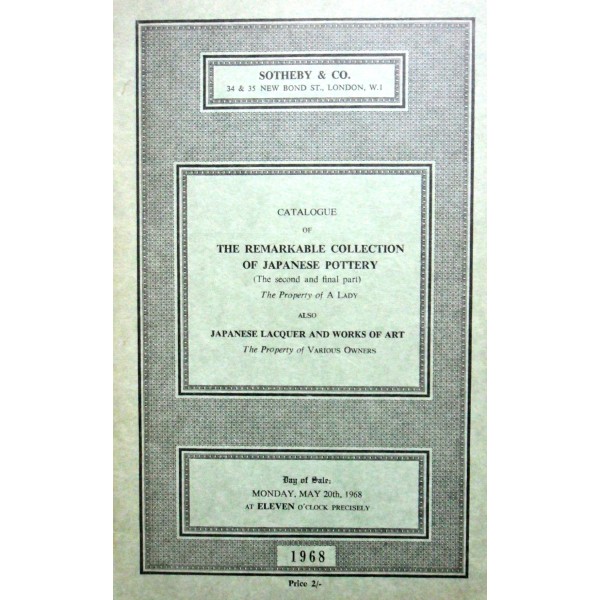 SOTHEBY & CO.
34 & 35 NEW BOND ST., LONDON, W.1
CATALOGUE
OF
THE REMARKABLE COLLECTION
OF JAPANESE POTTERY
(The second and final part)
The Property of A LADY
ALSO
JAPANESE LACQUER AND WORKS OF ART
The Property of VARIOUS OWNERS
Day of Sale:
MONDAY, MAY 20th, 1968
AT ELEVEN O'CLOCK PRECISELY
1968
Price 2/-